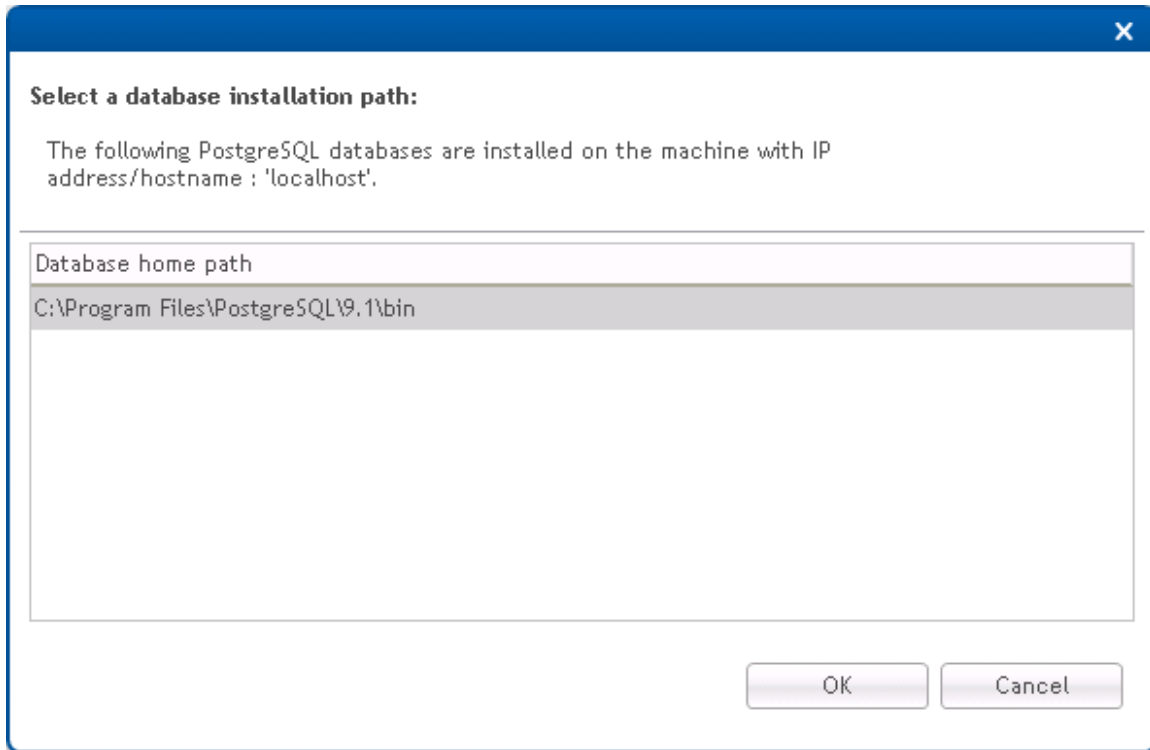 Select a database installation path:
The following PostgreSQL databases are installed on the machine with IP
address/hostname : 'localhost'.
Database home path
C:\Program Files\PostgreSQL\9.1\bin
OK
Cancel